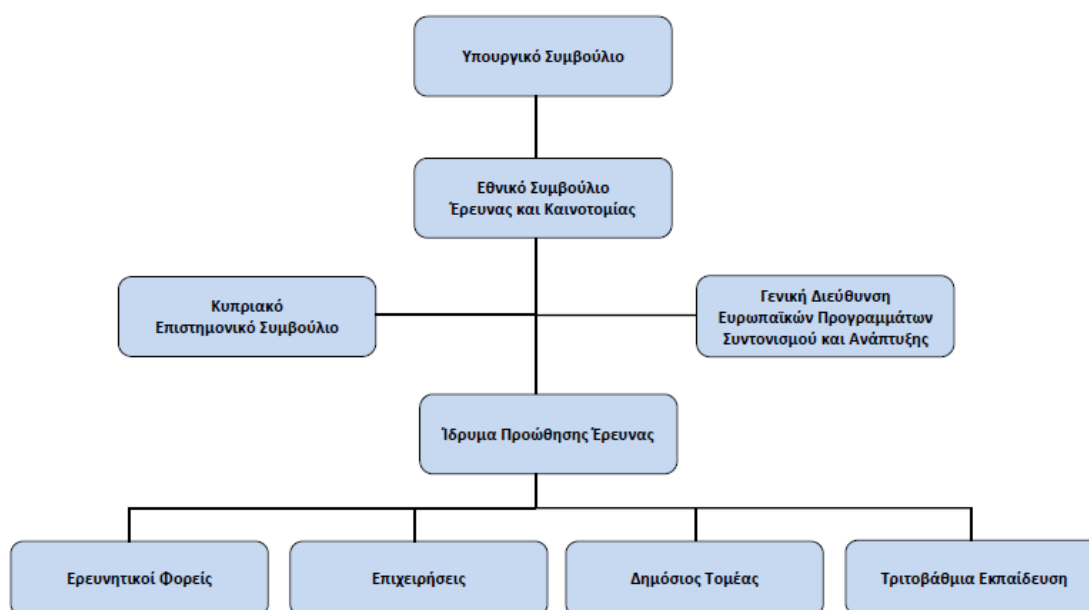 Υπουργικό Συμβούλιο
Εθνικό Συμβούλιο
Έρευνας και Καινοτομίας
Κυπριακό
Επιστημονικό Συμβούλιο
Γενική Διεύθυνση
Ευρωπαϊκών Προγραμμάτων
Συντονισμού και Ανάπτυξης
Ίδρυμα Προώθησης Έρευνας
Ερευνητικοί Φορείς
Επιχειρήσεις
Δημόσιος Τομέας
Τριτοβάθμια Εκπαίδευση